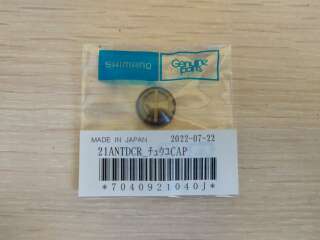 SHIMANO
Genuine
parts
MADE IN JAPAN 2022-07-22
21ANTDCR_ﾁｭｳｺCAP
*7040921040J*